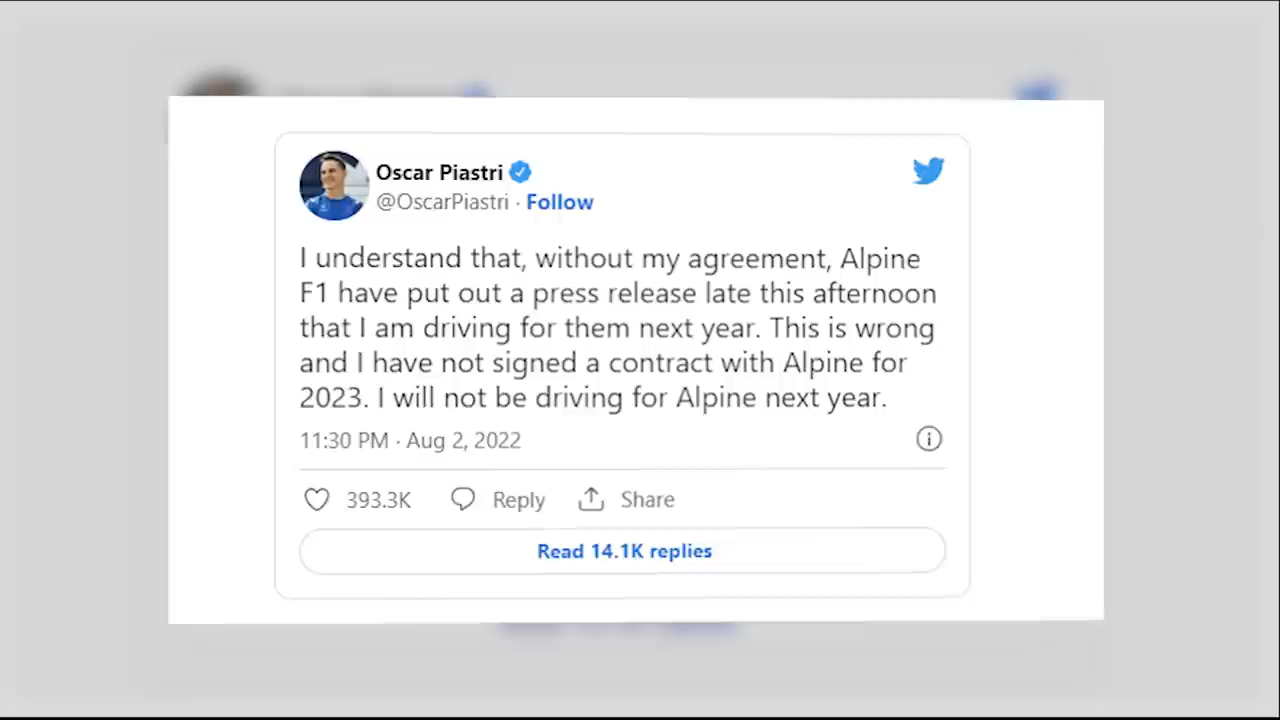 Oscar Piastri
@OscarPiastri · Follow
I understand that, without my agreement, Alpine
F1 have put out a press release late this afternoon
that I am driving for them next year. This is wrong
and I have not signed a contract with Alpine for
2023. I will not be driving for Alpine next year.
11:30 PM · Aug 2, 2022
393.3K Reply Share
Read 14.1K replies